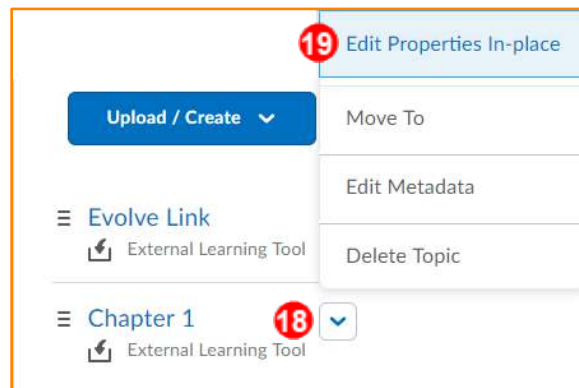 19 Edit Properties In-place
Upload / Create
Move To
Edit Metadata
Evolve Link
External Learning Tool
Delete Topic
Chapter 1
18
External Learning Tool